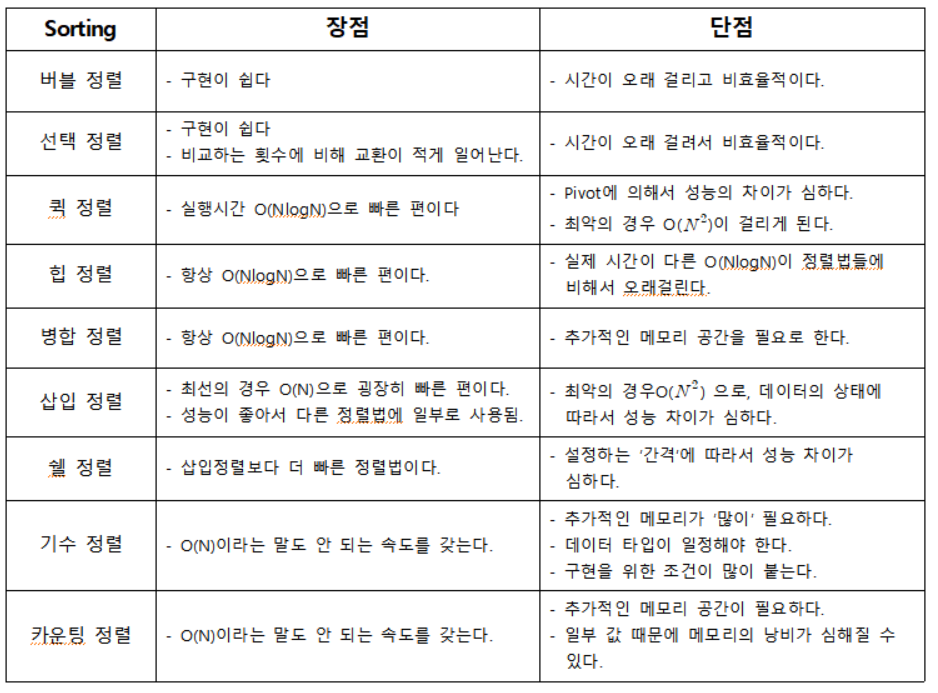 Sorting 장점 단점
버블 정렬
- 구현이 쉽다
- 시간이 오래 걸리고 비효율적이다.
선택 정렬
- 구현이 쉽다
- 비교하는 횟수에 비해 교환이 적게 일어난다.
- 시간이 오래 걸려서 비효율적이다.
퀵 정렬
- 실행시간 O(NlogN)으로 빠른 편이다
- Pivot에 의해서 성능의 차이가 심하다.
- 최악의 경우 O(N²)이 걸리게 된다.
힙 정렬
- 항상 O(NlogN)으로 빠른 편이다.
- 실제 시간이 다른 O(NlogN)이 정렬법들에
비해서 오래걸린다.
병합 정렬
- 항상 O(NlogN)으로 빠른 편이다.
- 추가적인 메모리 공간을 필요로 한다.
삽입 정렬
- 최선의 경우 O(N)으로 굉장히 빠른 편이다.
- 성능이 좋아서 다른 정렬법에 일부로 사용됨.
- 최악의 경우O(N²) 으로, 데이터의 상태에
따라서 성능 차이가 심하다.
쉘 정렬
- 삽입정렬보다 더 빠른 정렬법이다.
- 설정하는 '간격'에 따라서 성능 차이가
심하다.
기수 정렬
- O(N)이라는 말도 안 되는 속도를 갖는다.
- 추가적인 메모리가 '많이' 필요하다.
- 데이터 타입이 일정해야 한다.
- 구현을 위한 조건이 많이 붙는다.
카운팅 정렬
- O(N)이라는 말도 안 되는 속도를 갖는다.
- 추가적인 메모리 공간이 필요하다.
- 일부 값 때문에 메모리의 낭비가 심해질 수
있다.